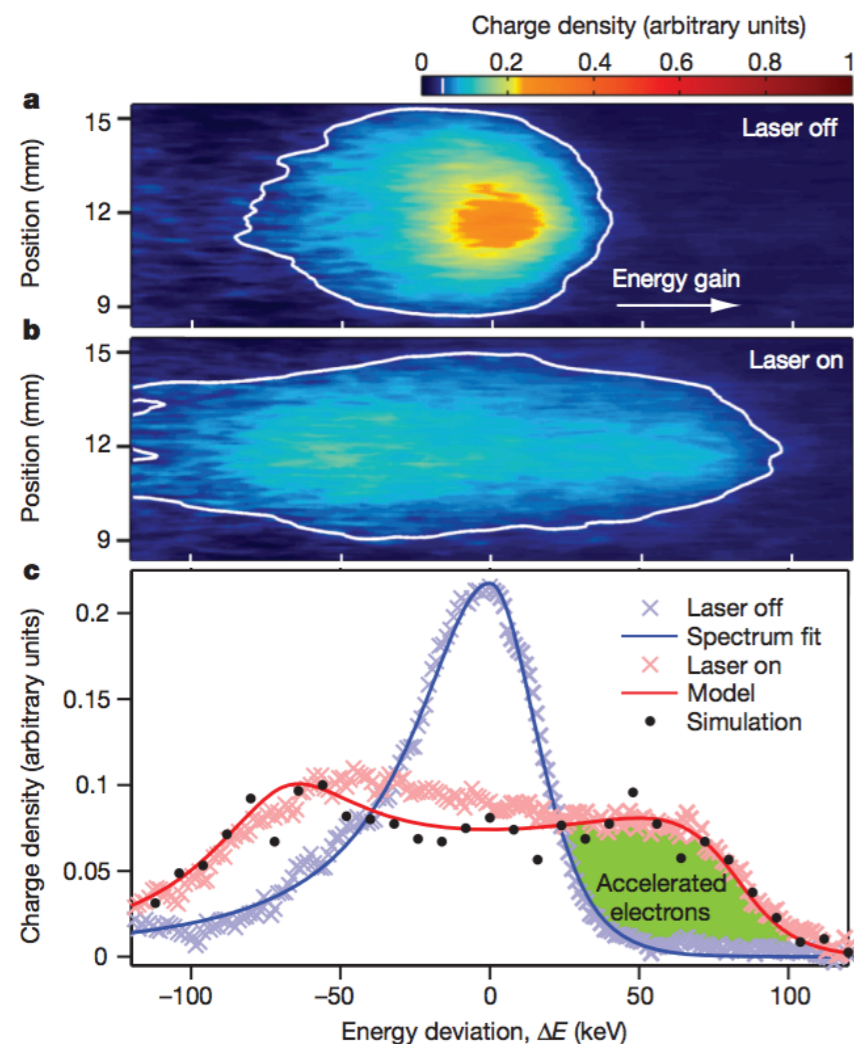 Charge density (arbitrary units)
0 0.2 0.4 0.6 0.8 1
a
Laser off
15
12
9
Position (mm)
Energy gain
b
Laser on
15
12
9
Position (mm)
c
Laser off
Spectrum fit
Laser on
Model
Simulation
0.2
0.15
0.1
0.05
0
Charge density (arbitrary units)
Accelerated
electrons
−100 −50 0 50 100
Energy deviation, ΔE (keV)